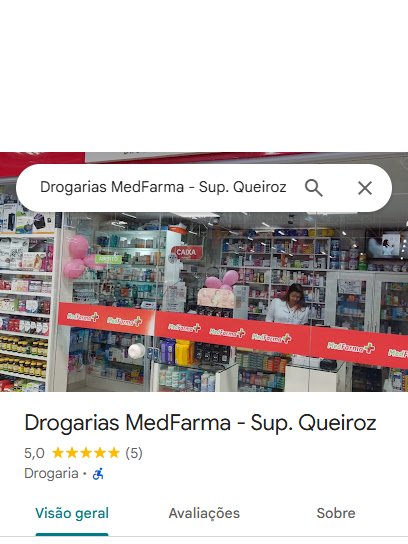 Drogarias MedFarma - Sup. Queiroz
CAIXA
MedFarma
MedFarma
MedFarma
MedFarma
MedFarma
MedFarma
Drogarias MedFarma - Sup. Queiroz
5,0 ★★★★★ (5)
Drogaria ·
Visão geral
Avaliações
Sobre